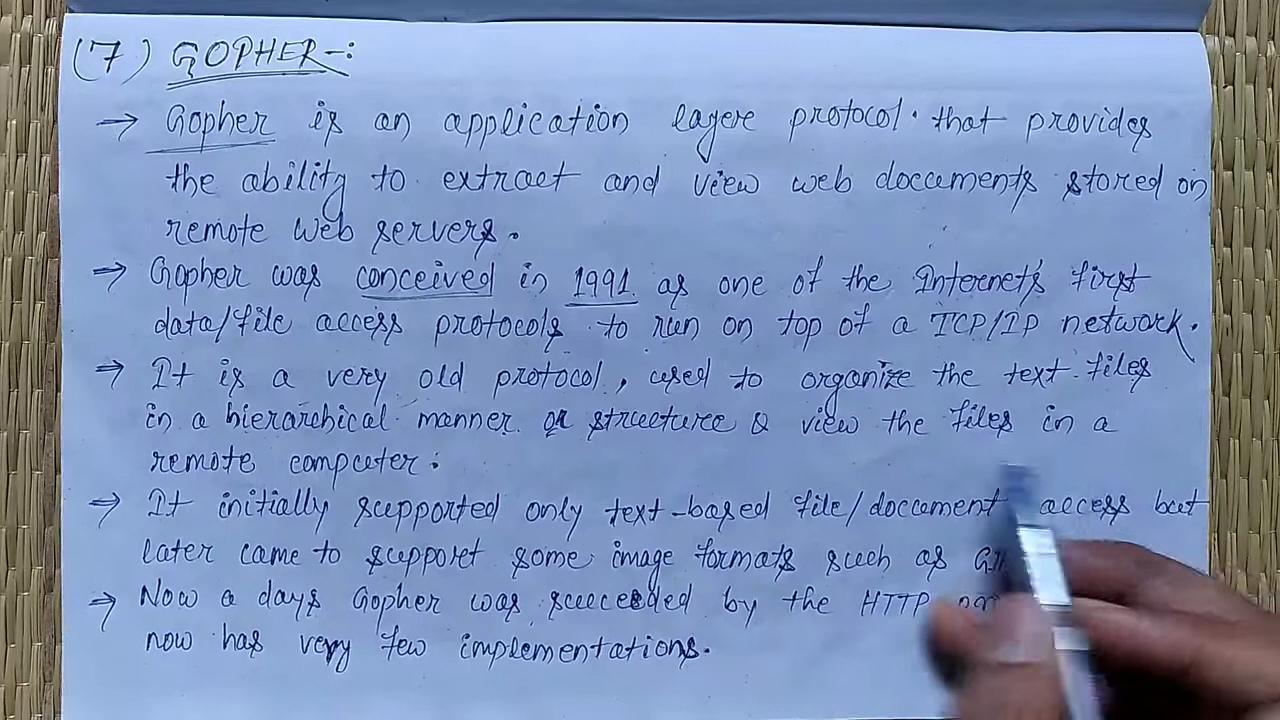 (7) GOPHER-:
→ Gopher is an application layer protocol. that provides
the ability to extract and view web documents stored on
remote web servers.
⇒ Gopher was conceived in 1991 as one of the Internet's first
data/file access protocols to run on top of a TCP/IP network.
⇒ It is a very old protocol, used to organize the text files
in a hierarchical manner or structure & view the files in a
remote computer.
⇒ It initially supported only text-based file/document access but
later came to support some image formats such as
⇒ Now a days Gopher was succeeded by the HTTP
now has very few implementations.